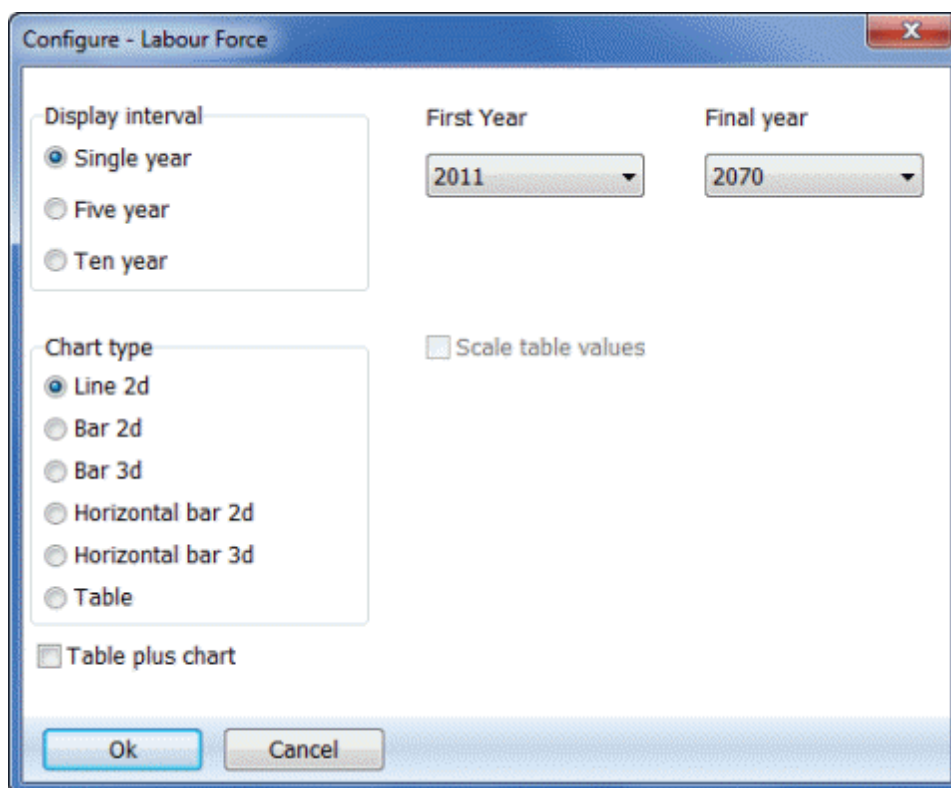 Configure - Labour Force
Display interval
Single year
Five year
Ten year
First Year
2011
Final year
2070
Chart type
Line 2d
Bar 2d
Bar 3d
Horizontal bar 2d
Horizontal bar 3d
Table
Scale table values
Table plus chart
Ok
Cancel